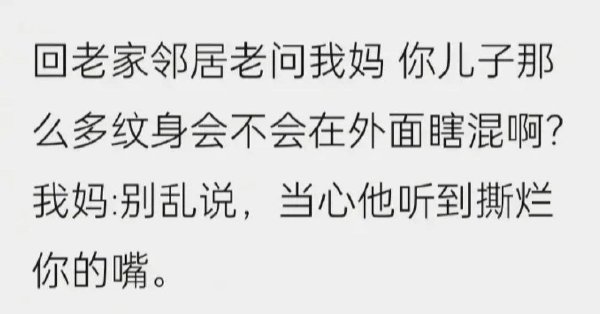 回老家邻居老问我妈 你儿子那
么多纹身会不会在外面瞎混啊?
我妈:别乱说，当心他听到撕烂
你的嘴。